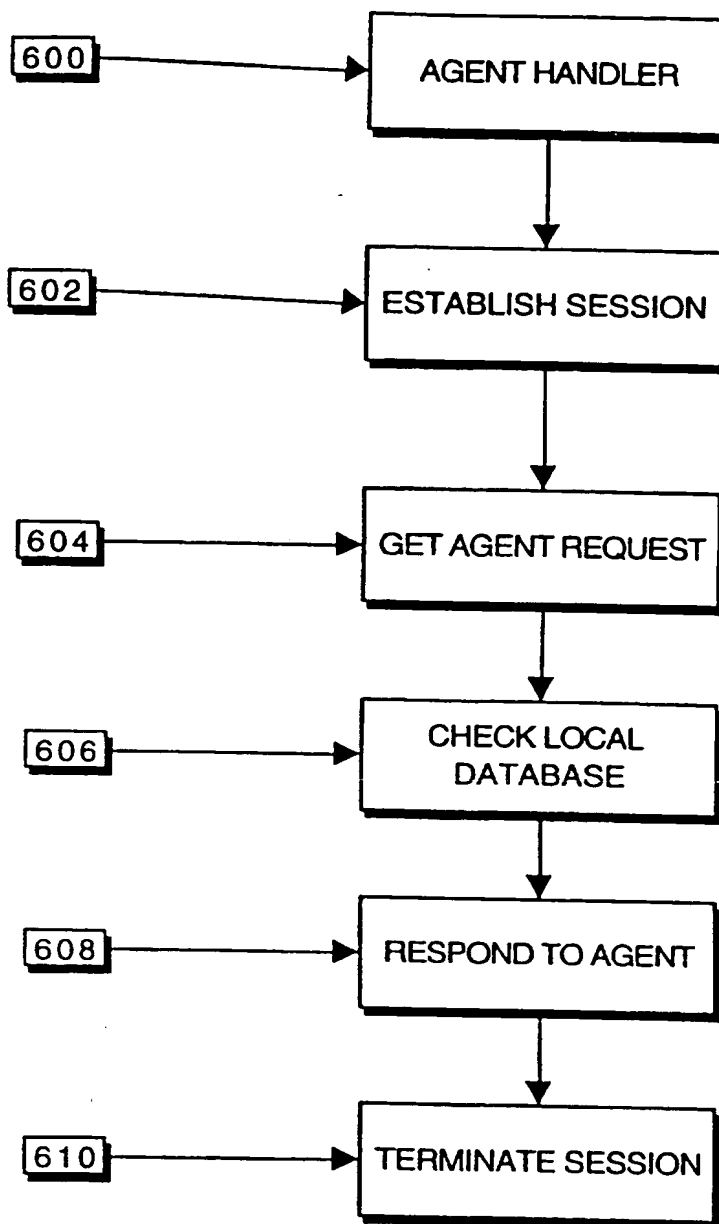 600
AGENT HANDLER
602
ESTABLISH SESSION
604
GET AGENT REQUEST
606
CHECK LOCAL
DATABASE
608
RESPOND TO AGENT
610
TERMINATE SESSION